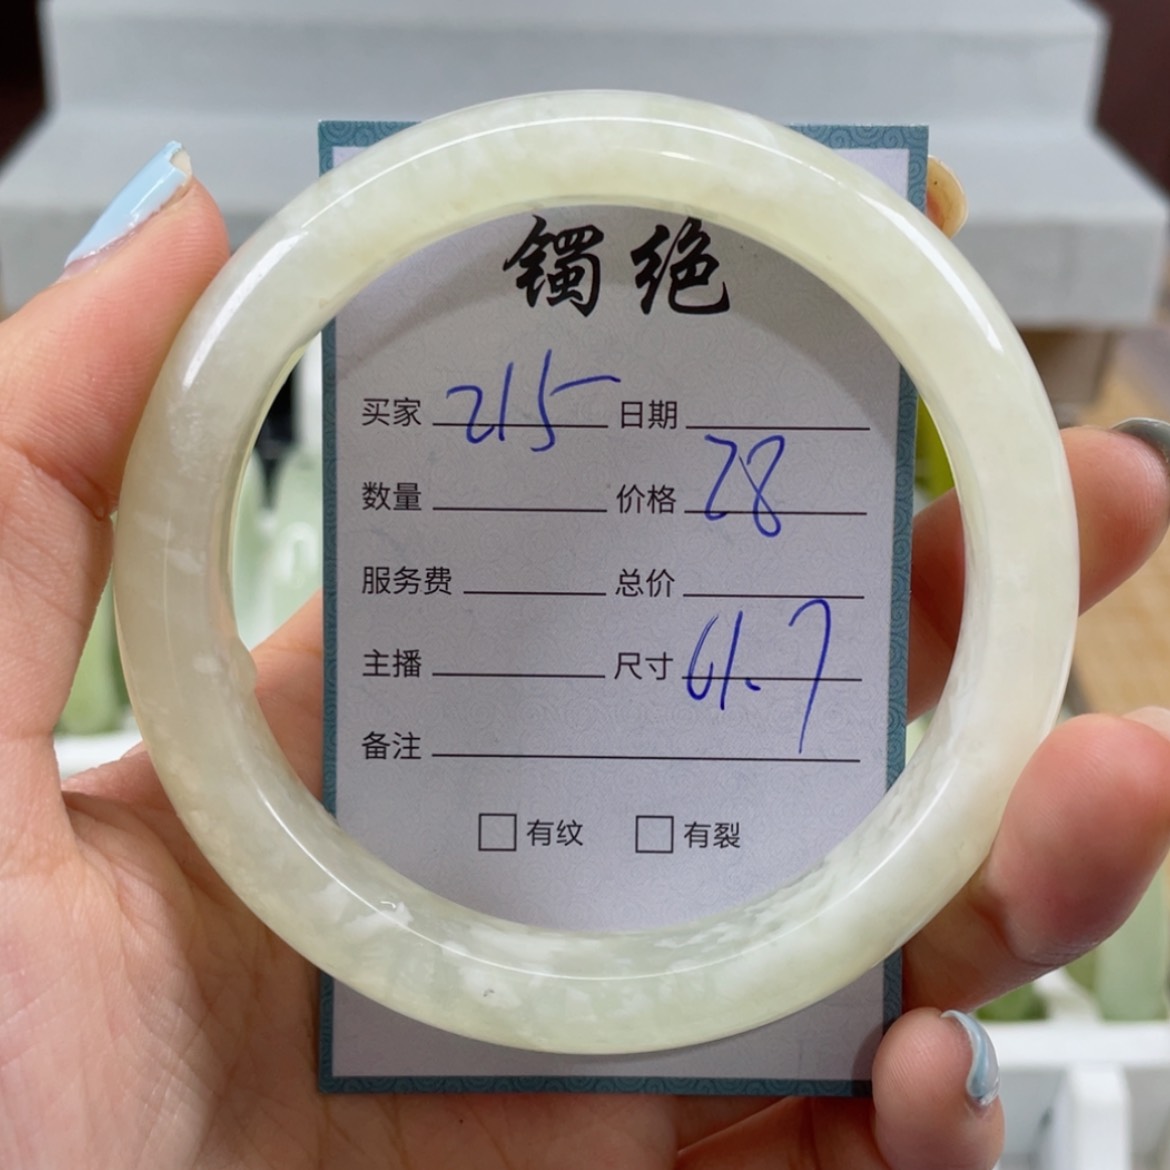 镯绝
买家 215 日期
数量 价格 28
服务费 总价
主播 尺寸 61.7
备注
有纹 有裂